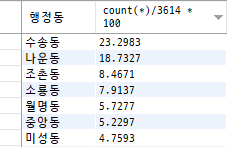 행정동 count(*)/3614 * 100
수송동 23.2983
나운동 18.7327
조촌동 8.4671
소룡동 7.9137
월명동 5.7277
중앙동 5.2297
미성동 4.7593